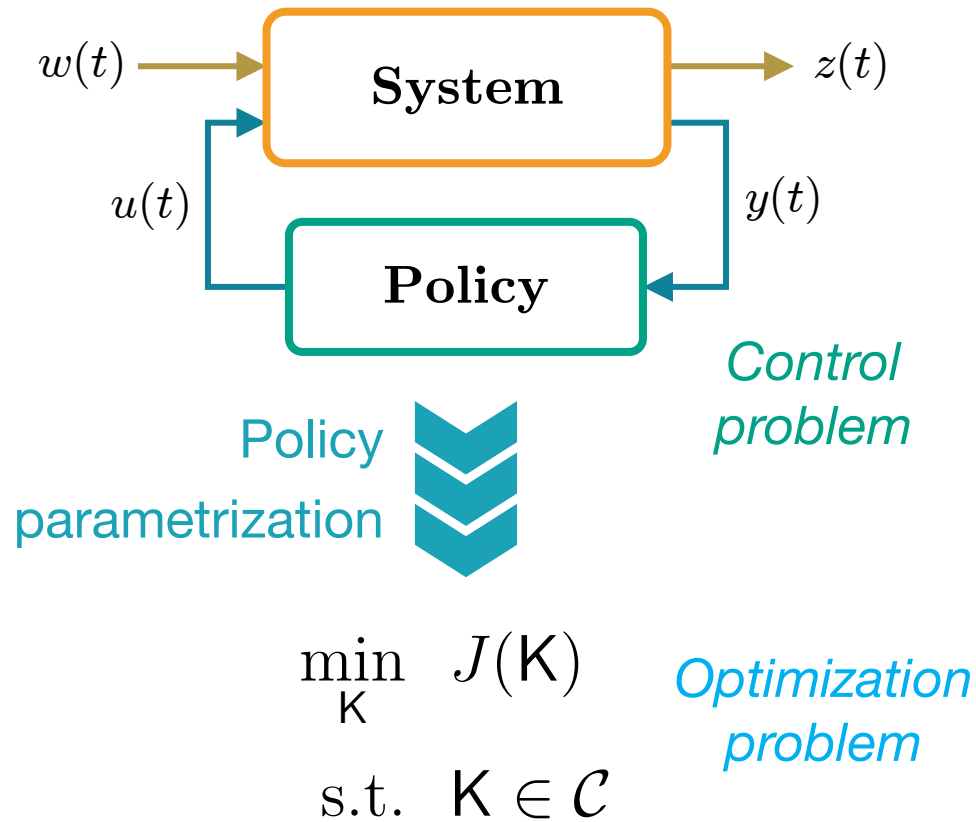 w(t)
System
z(t)
u(t)
y(t)
Policy
Control
problem
Policy
parametrization
min J(K)
K
Optimization
problem
s.t. K ∈ 𝒞